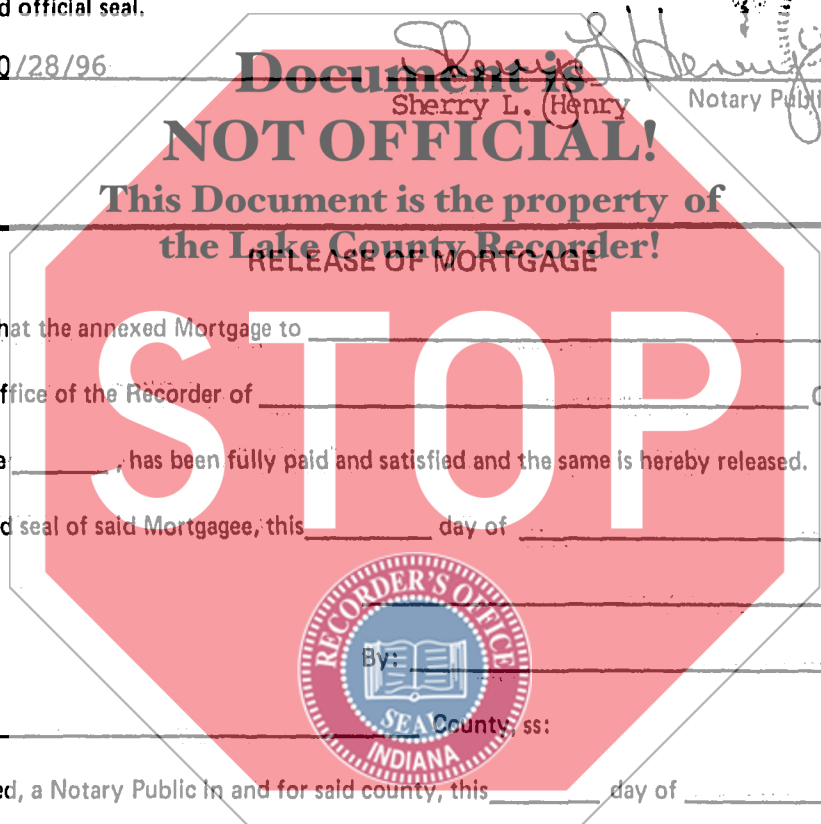 d official seal.
0/28/96
Document is
Sherry L. Henry
Notary Publi
NOT OFFICIAL!
This Document is the property of
the Lake County Recorder!
RELEASE OF MORTGAGE
hat the annexed Mortgage to
ffice of the Recorder of
STOP
e , has been fully paid and satisfied and the same is hereby released.
d seal of said Mortgagee, this day of
RECORDER'S OFFICE
By:
SEAL
County, ss:
INDIANA
ed, a Notary Public in and for said county, this day of